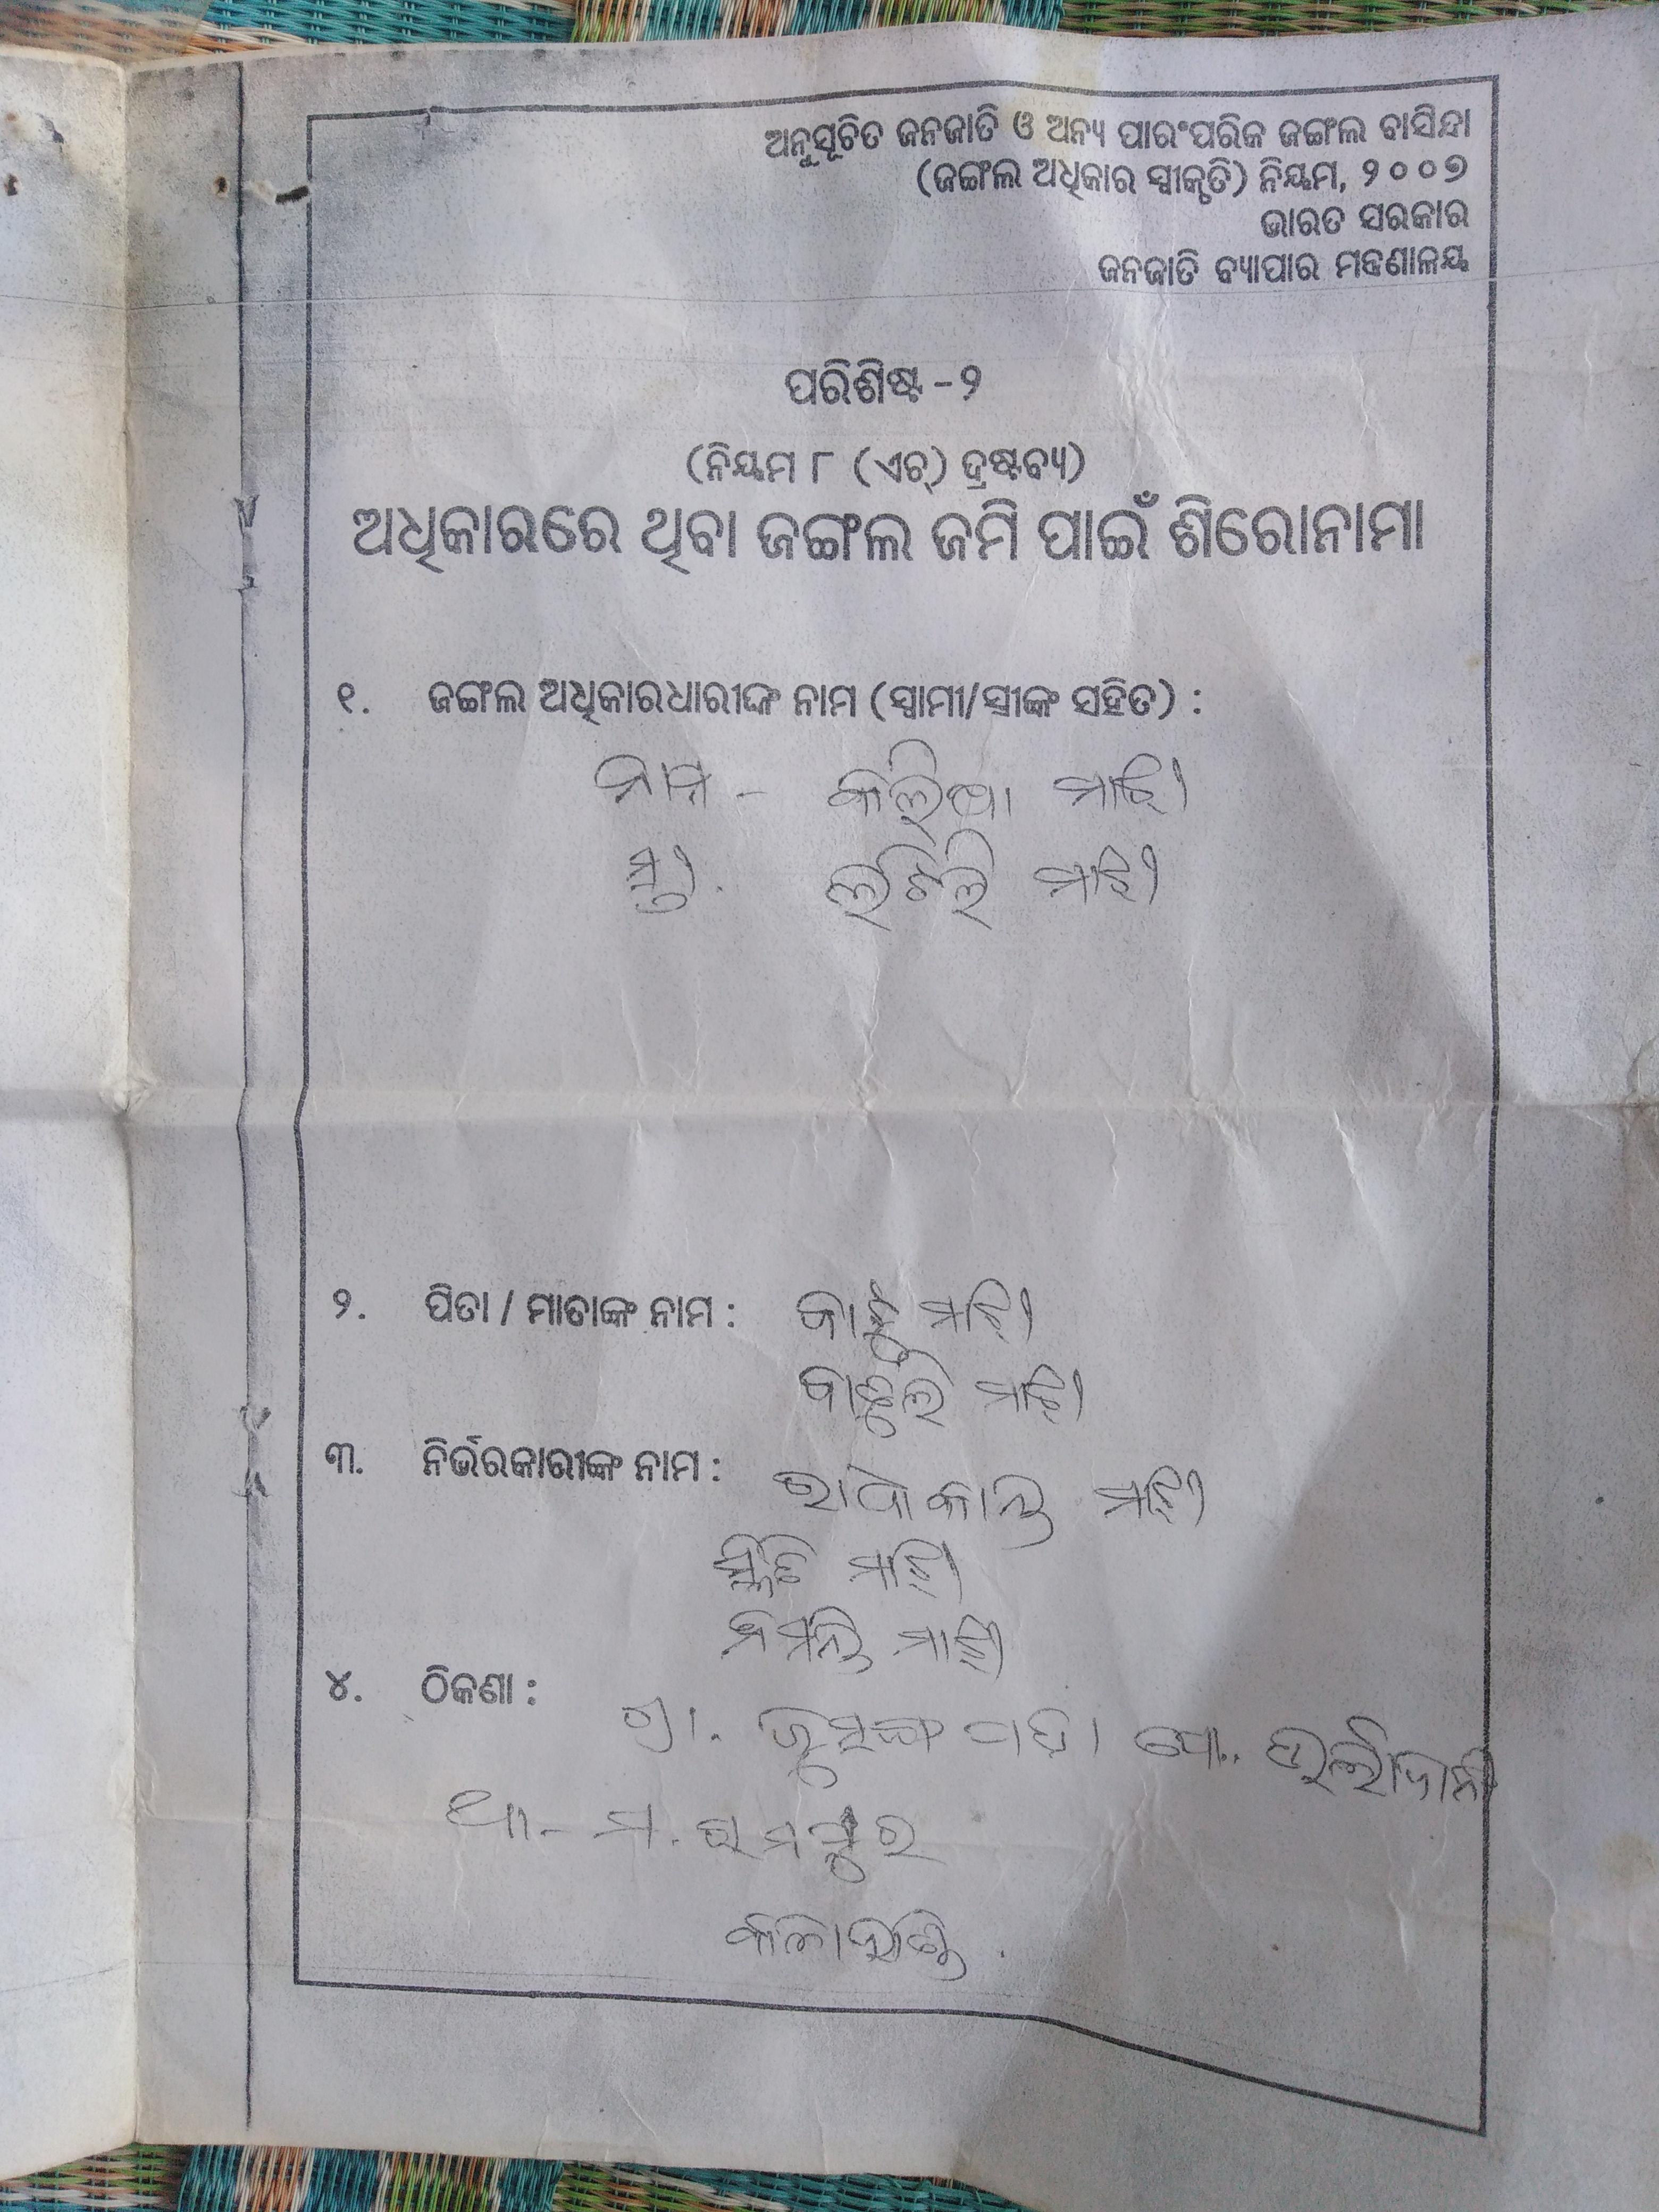 ଅନୁସୂଚିତ ଜନଜାତି ଓ ଅନ୍ୟ ପାରଂପରିକ ଜଙ୍ଗଲ ବାସିନ୍ଦା
(ଜଙ୍ଗଲ ଅଧିକାର ସ୍ୱୀକୃତି) ନିୟମ, ୨୦୦୭
ଭାରତ ସରକାର
ଜନଜାତି ବ୍ୟାପାର ମନ୍ତ୍ରଣାଳୟ
ପରିଶିଷ୍ଟ -୨
(ନିୟମ ୮ (ଏଚ୍) ଦ୍ରଷ୍ଟବ୍ୟ)
ଅଧିକାରରେ ଥିବା ଜଙ୍ଗଲ ଜମି ପାଇଁ ଶିରୋନାମା
୧. ଜଙ୍ଗଲ ଅଧିକାରଧାରୀଙ୍କ ନାମ (ସ୍ୱାମୀ/ସ୍ତ୍ରୀଙ୍କ ସହିତ) :
ନାମ - ମାଝି
ମାଝି
୨. ପିତା / ମାତାଙ୍କ ନାମ : ମାଝି
ମାଝି
୩. ନିର୍ଭରକାରୀଙ୍କ ନାମ : ରାଧାକାନ୍ତ ମାଝି
ମାଝି
ମାଝି
୪. ଠିକଣା : ଗ୍ରା. ପୋ..
ଥା - ମ. ରାମପୁର
କଳାହାଣ୍ଡି .